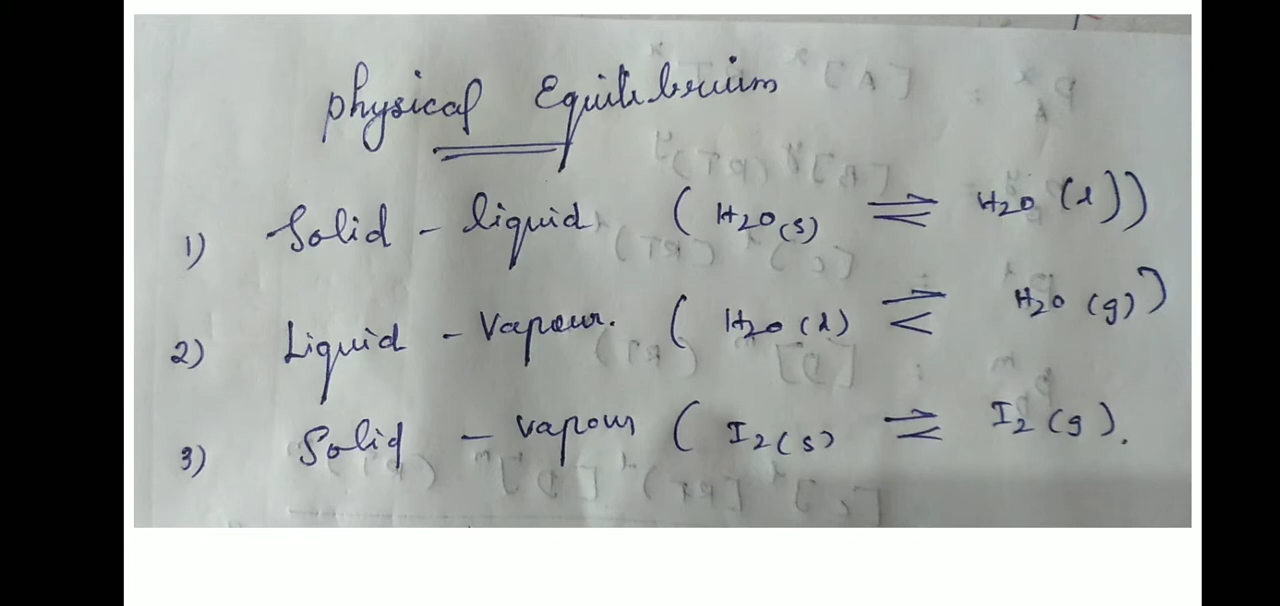 physical Equilibrium
1) Solid - liquid ( H2O(s) ⇌ H2O (l))
2) Liquid - Vapour. ( H2O (l) ⇌ H2O (g))
3) Solid - vapour ( I2(s) ⇌ I2 (g).